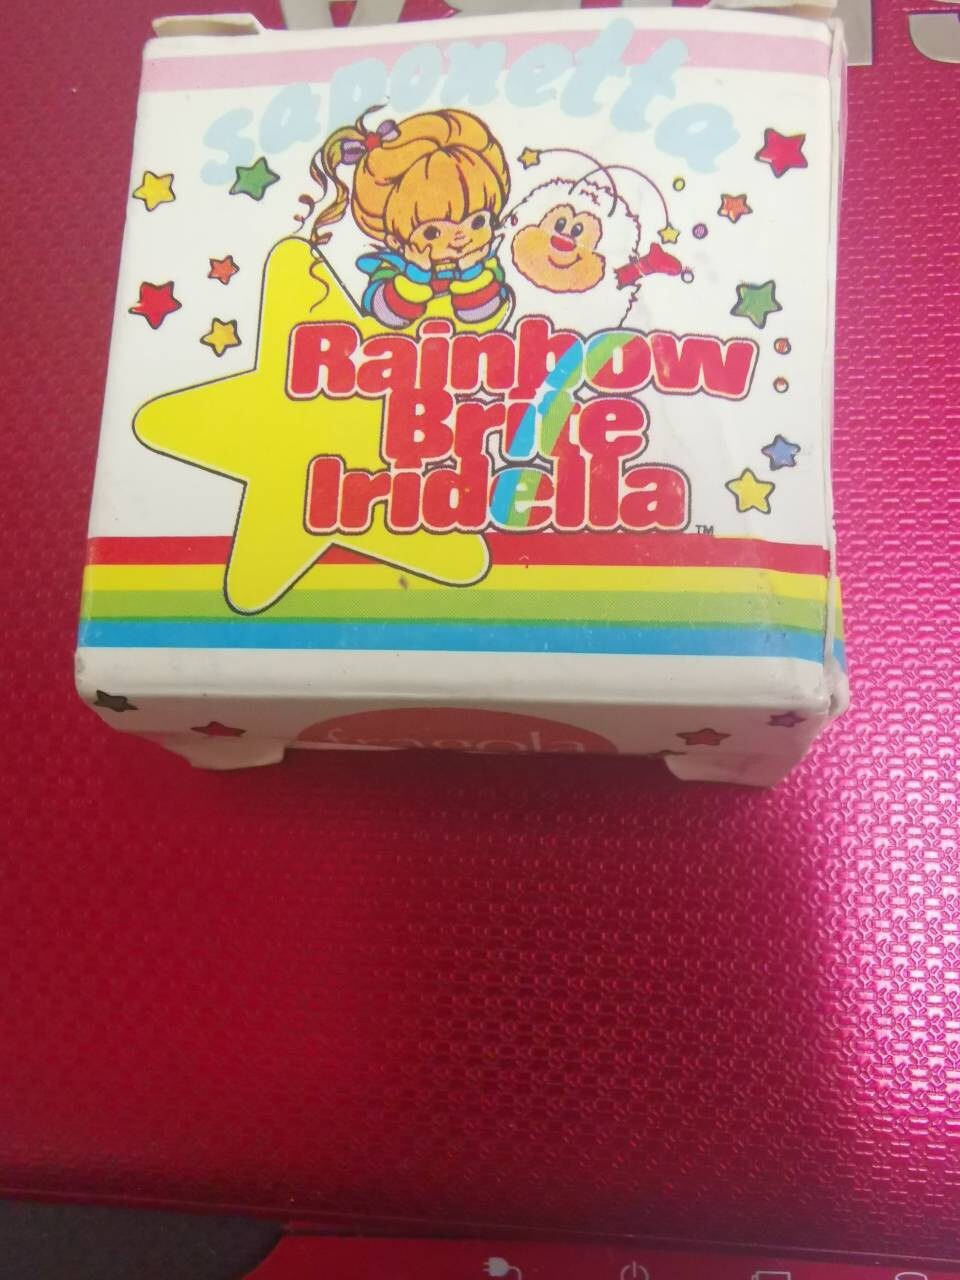 saponetta
Rainbow
Brite
Iridella
TM
fragola